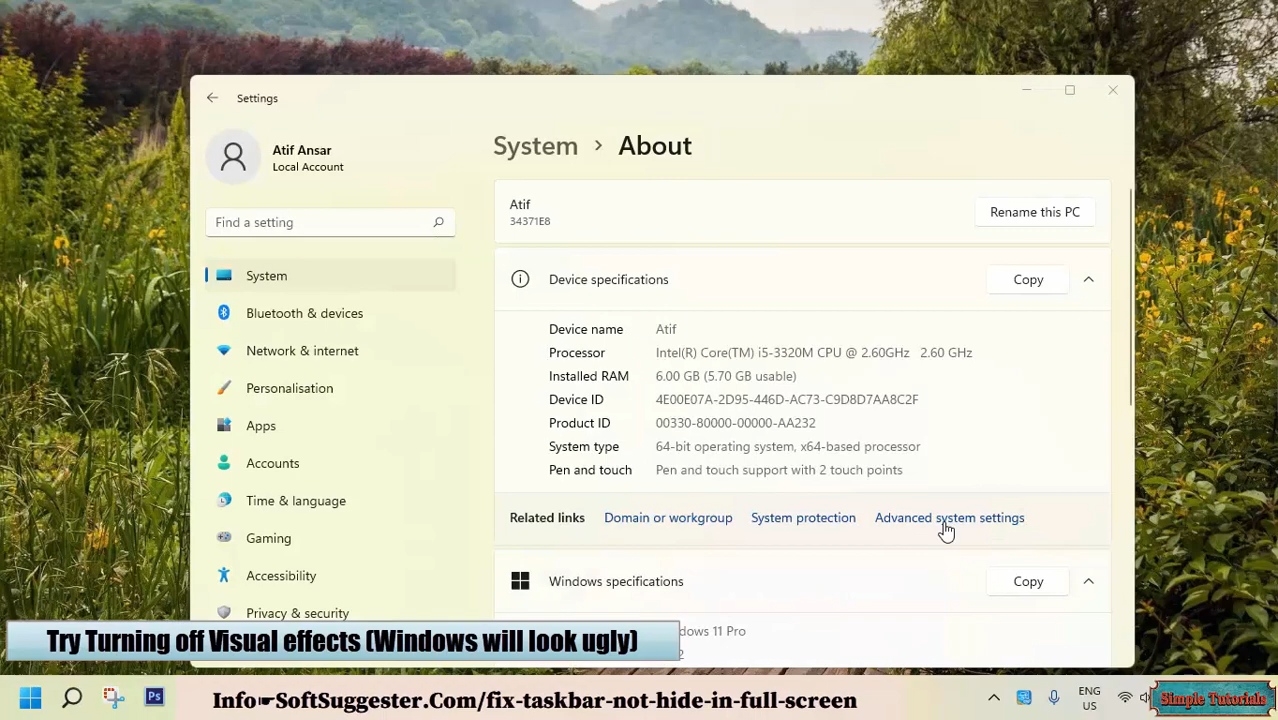 Settings
Atif Ansar
Local Account
Find a setting
System
Bluetooth & devices
Network & internet
Personalisation
Apps
Accounts
Time & language
Gaming
Accessibility
Privacy & security
System > About
Atif
34371E8
Rename this PC
Device specifications
Copy
Device name Atif
Processor Intel(R) Core(TM) i5-3320M CPU @ 2.60GHz 2.60 GHz
Installed RAM 6.00 GB (5.70 GB usable)
Device ID 4E00E07A-2D95-446D-AC73-C9D8D7AA8C2F
Product ID 00330-80000-00000-AA232
System type 64-bit operating system, x64-based processor
Pen and touch Pen and touch support with 2 touch points
Related links Domain or workgroup System protection Advanced system settings
Windows specifications
Copy
dows 11 Pro
2
Try Turning off Visual effects (Windows will look ugly)
Ps
Info☛SoftSuggester.Com/fix-taskbar-not-hide-in-full-screen
ENG
US
Simple Tutorials